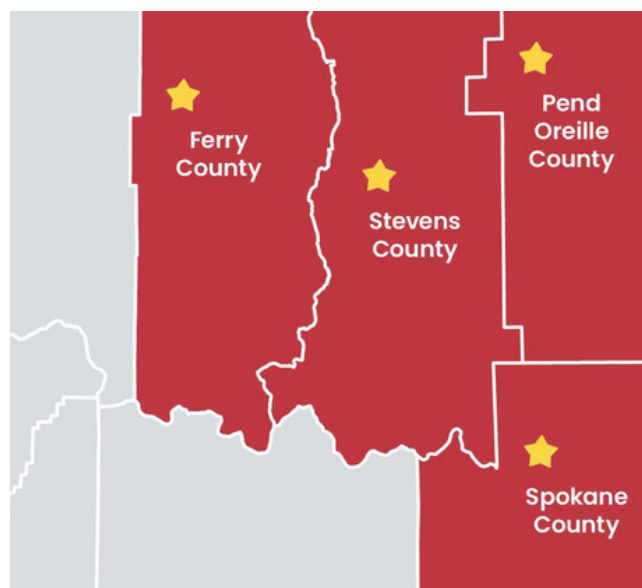 Ferry
County
Stevens
County
Pend
Oreille
County
Spokane
County